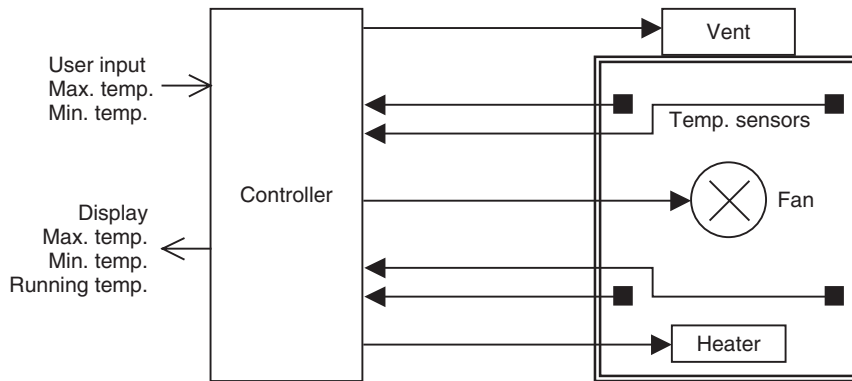 User input
Max. temp.
Min. temp.
Display
Max. temp.
Min. temp.
Running temp.
Controller
Vent
Temp. sensors
Fan
Heater